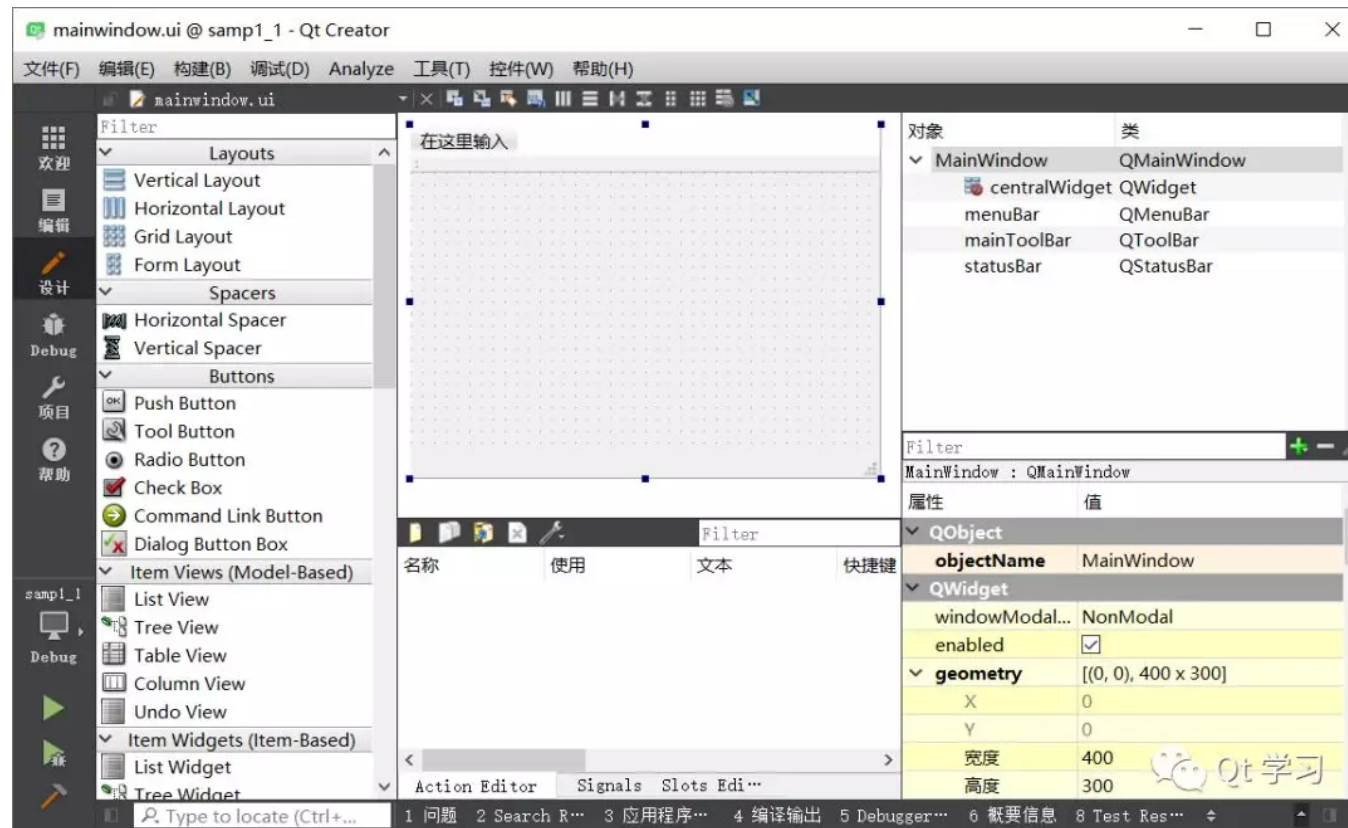 mainwindow.ui @ samp1_1 - Qt Creator
文件(F) 编辑(E) 构建(B) 调试(D) Analyze 工具(T) 控件(W) 帮助(H)
mainwindow.ui
欢迎
编辑
设计
Debug
项目
帮助
samp1_1
Debug
Filter
Layouts
Vertical Layout
Horizontal Layout
Grid Layout
Form Layout
Spacers
Horizontal Spacer
Vertical Spacer
Buttons
OK Push Button
Tool Button
Radio Button
Check Box
Command Link Button
Dialog Button Box
Item Views (Model-Based)
List View
Tree View
Table View
Column View
Undo View
Item Widgets (Item-Based)
List Widget
Tree Widget
在这里输入
Filter
名称 使用 文本 快捷键
Action Editor Signals Slots Edi…
对象 类
MainWindow QMainWindow
centralWidget QWidget
menuBar QMenuBar
mainToolBar QToolBar
statusBar QStatusBar
Filter
MainWindow : QMainWindow
属性 值
QObject
objectName MainWindow
QWidget
windowModal... NonModal
enabled
geometry [(0, 0), 400 x 300]
X 0
Y 0
宽度 400
高度 300
Qt学习
Type to locate (Ctrl+... 1 问题 2 Search R… 3 应用程序… 4 编译输出 5 Debugger… 6 概要信息 8 Test Res…